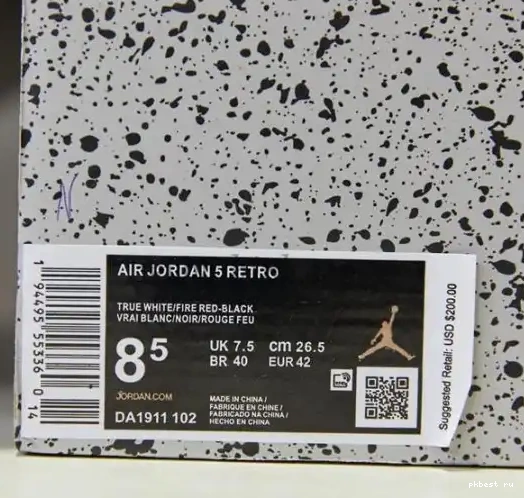 N
AIR JORDAN 5 RETRO
TRUE WHITE/FIRE RED-BLACK
VRAI BLANC/NOIR/ROUGE FEU
8 5
UK 7.5 cm 26.5
BR 40 EUR 42
JORDAN.COM
DA1911 102
MADE IN CHINA /
FABRIQUE EN CHINE /
FABRICADO NA CHINA /
HECHO EN CHINA
1 94495 55336 0 14
Suggested Retail: USD $200.00
pkbest.ru